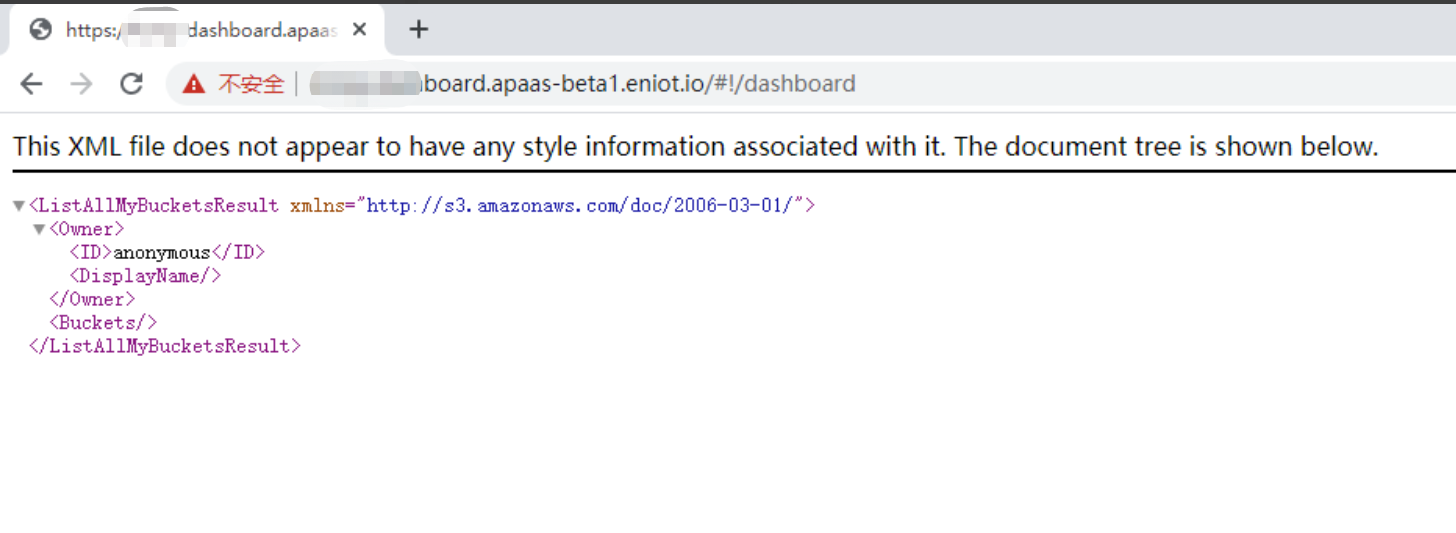 https:/ dashboard.apaas
不安全 board.apaas-beta1.eniot.io/#!/dashboard
This XML file does not appear to have any style information associated with it. The document tree is shown below.
<ListAllMyBucketsResult xmlns="http://s3.amazonaws.com/doc/2006-03-01/">
<Owner>
<ID>anonymous</ID>
<DisplayName/>
</Owner>
<Buckets/>
</ListAllMyBucketsResult>